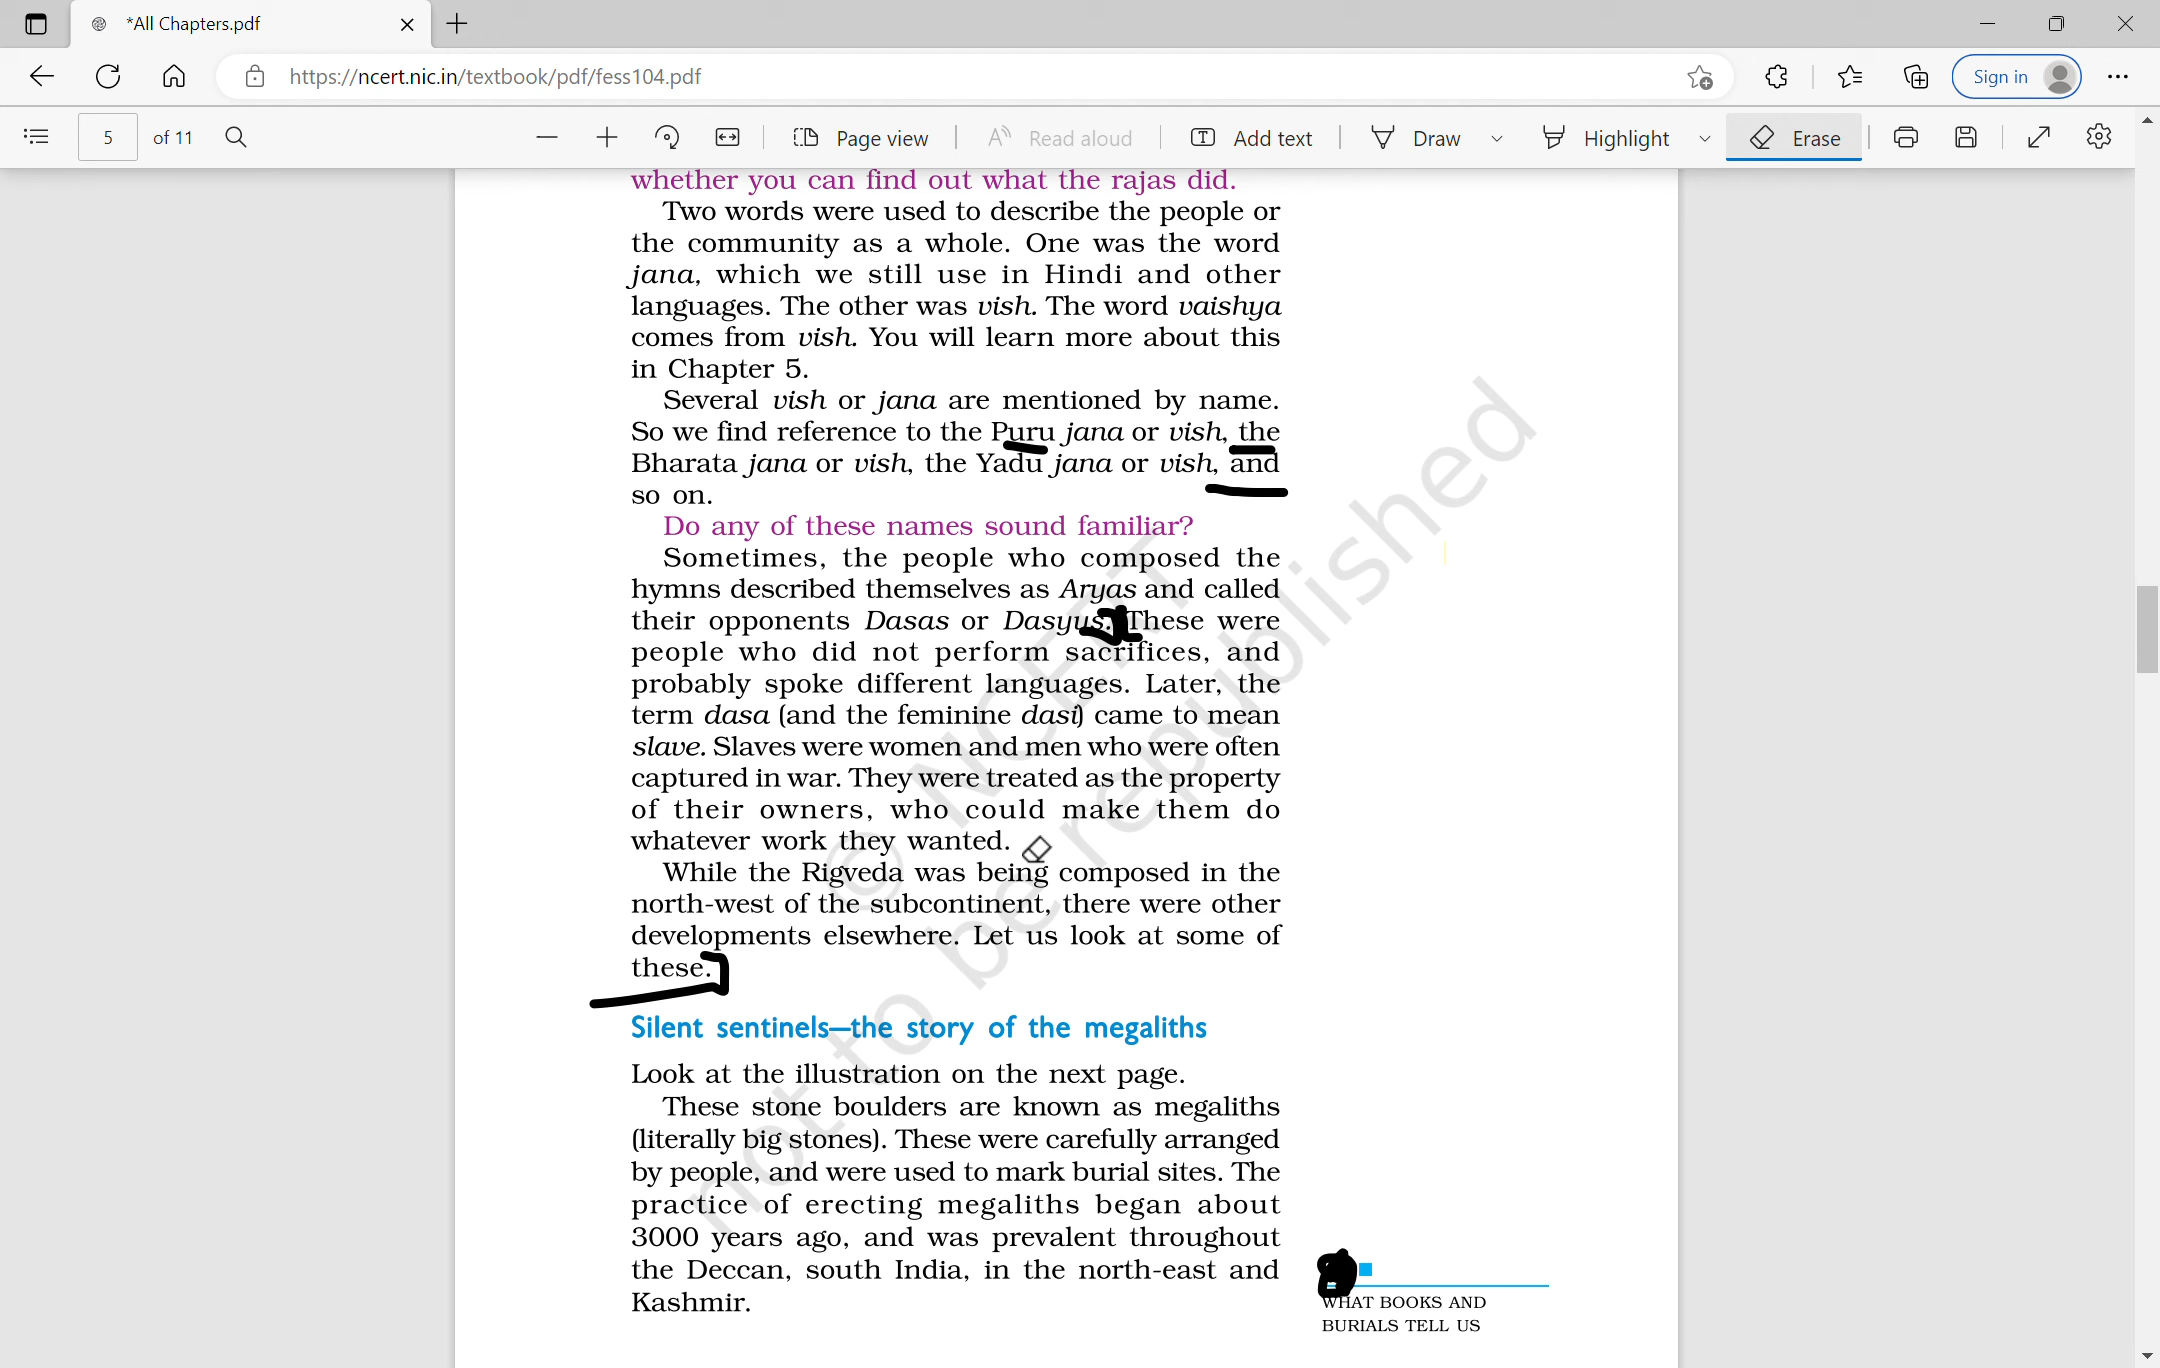 *All Chapters.pdf
https://ncert.nic.in/textbook/pdf/fess104.pdf
Sign in
5 of 11
Page view
Read aloud
Add text
Draw
Highlight
Erase
whether you can find out what the rajas did.
Two words were used to describe the people or
the community as a whole. One was the word
jana, which we still use in Hindi and other
languages. The other was vish. The word vaishya
comes from vish. You will learn more about this
in Chapter 5.
Several vish or jana are mentioned by name.
So we find reference to the Puru jana or vish, the
Bharata jana or vish, the Yadu jana or vish, and
so on.
Do any of these names sound familiar?
Sometimes, the people who composed the
hymns described themselves as Aryas and called
their opponents Dasas or Dasyus. These were
people who did not perform sacrifices, and
probably spoke different languages. Later, the
term dasa (and the feminine dasi) came to mean
slave. Slaves were women and men who were often
captured in war. They were treated as the property
of their owners, who could make them do
whatever work they wanted.
While the Rigveda was being composed in the
north-west of the subcontinent, there were other
developments elsewhere. Let us look at some of
these.
Silent sentinels—the story of the megaliths
Look at the illustration on the next page.
These stone boulders are known as megaliths
(literally big stones). These were carefully arranged
by people, and were used to mark burial sites. The
practice of erecting megaliths began about
3000 years ago, and was prevalent throughout
the Deccan, south India, in the north-east and
Kashmir.
WHAT BOOKS AND
BURIALS TELL US
© NCERT
not to be republished